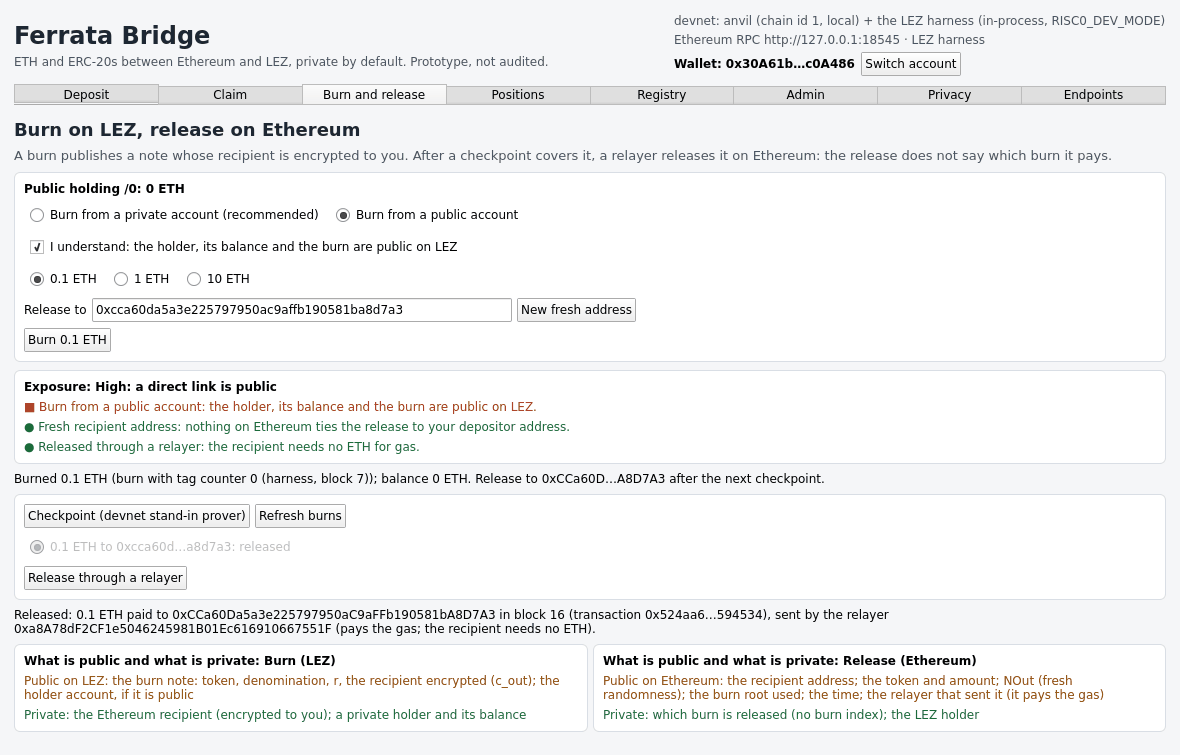 Ferrata Bridge
ETH and ERC-20s between Ethereum and LEZ, private by default. Prototype, not audited.
devnet: anvil (chain id 1, local) + the LEZ harness (in-process, RISC0_DEV_MODE)
Ethereum RPC http://127.0.0.1:18545 · LEZ harness
Wallet: 0x30A61b...c0A486 Switch account
Deposit Claim Burn and release Positions Registry Admin Privacy Endpoints
Burn on LEZ, release on Ethereum
A burn publishes a note whose recipient is encrypted to you. After a checkpoint covers it, a relayer releases it on Ethereum: the release does not say which burn it pays.
Public holding /0: 0 ETH
Burn from a private account (recommended) Burn from a public account
I understand: the holder, its balance and the burn are public on LEZ
0.1 ETH 1 ETH 10 ETH
Release to 0xcca60da5a3e225797950ac9affb190581ba8d7a3 New fresh address
Burn 0.1 ETH
Exposure: High: a direct link is public
Burn from a public account: the holder, its balance and the burn are public on LEZ.
Fresh recipient address: nothing on Ethereum ties the release to your depositor address.
Released through a relayer: the recipient needs no ETH for gas.
Burned 0.1 ETH (burn with tag counter 0 (harness, block 7)); balance 0 ETH. Release to 0xCCa60D...A8D7A3 after the next checkpoint.
Checkpoint (devnet stand-in prover) Refresh burns
0.1 ETH to 0xcca60d...a8d7a3: released
Release through a relayer
Released: 0.1 ETH paid to 0xCCa60Da5a3e225797950aC9aFFb190581bA8D7A3 in block 16 (transaction 0x524aa6...594534), sent by the relayer
0xa8A78dF2CF1e5046245981B01Ec616910667551F (pays the gas; the recipient needs no ETH).
What is public and what is private: Burn (LEZ)
Public on LEZ: the burn note: token, denomination, r, the recipient encrypted (c_out); the
holder account, if it is public
Private: the Ethereum recipient (encrypted to you); a private holder and its balance
What is public and what is private: Release (Ethereum)
Public on Ethereum: the recipient address; the token and amount; NOut (fresh
randomness); the burn root used; the time; the relayer that sent it (it pays the gas)
Private: which burn is released (no burn index); the LEZ holder